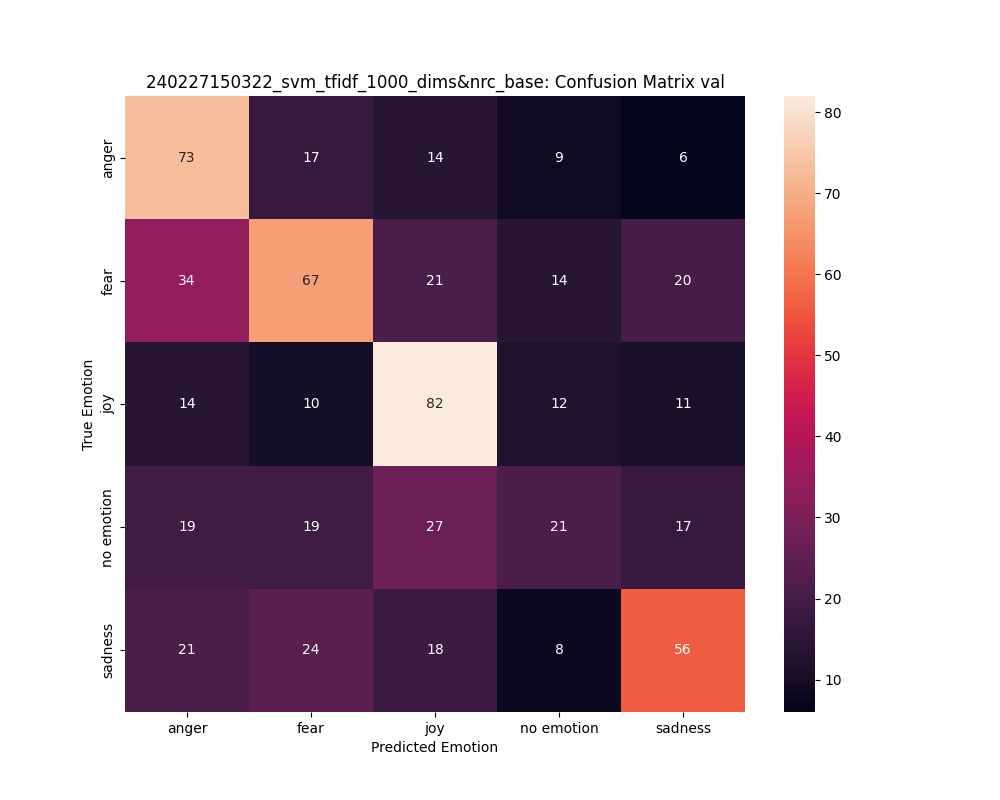 240227150322_svm_tfidf_1000_dims&nrc_base: Confusion Matrix val
anger 73 17 14 9 6
fear 34 67 21 14 20
joy 14 10 82 12 11
no emotion 19 19 27 21 17
sadness 21 24 18 8 56
anger fear joy no emotion sadness
Predicted Emotion
True Emotion
80
70
60
50
40
30
20
10